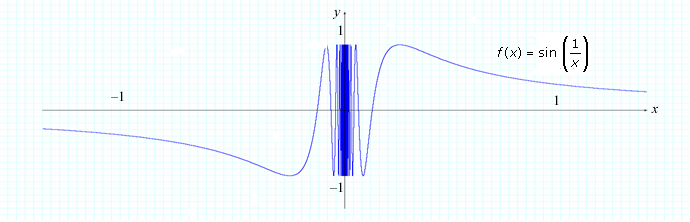 y
1
f(x) = sin (1/x)
−1
1
x
−1